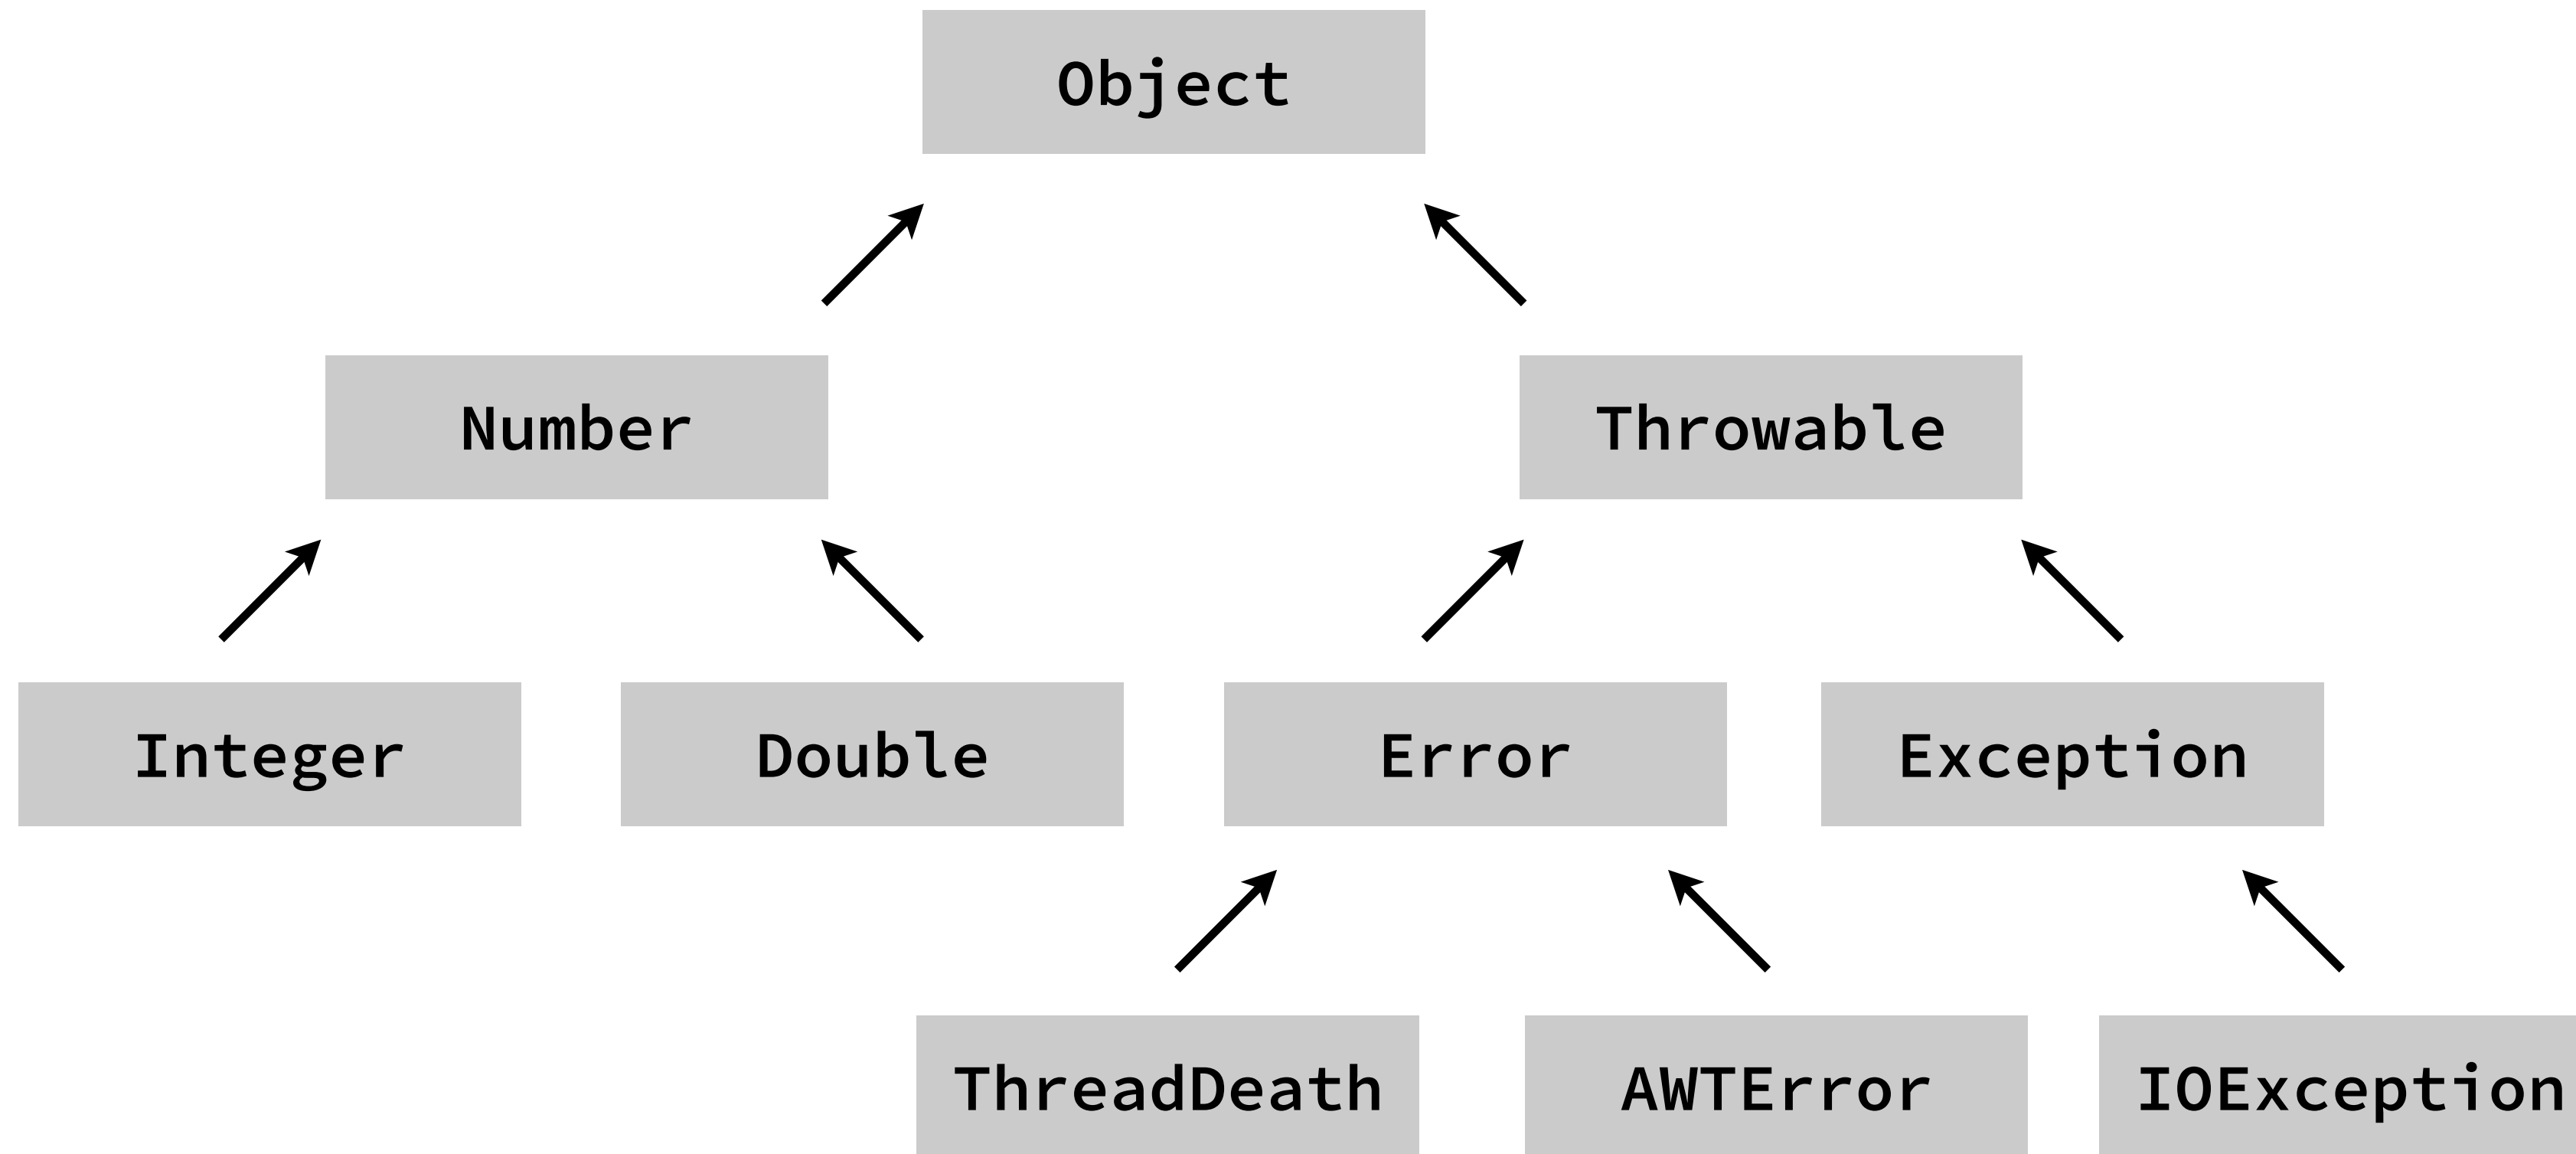 Object
Number
Throwable
Integer
Double
Error
Exception
ThreadDeath
AWTError
IOException